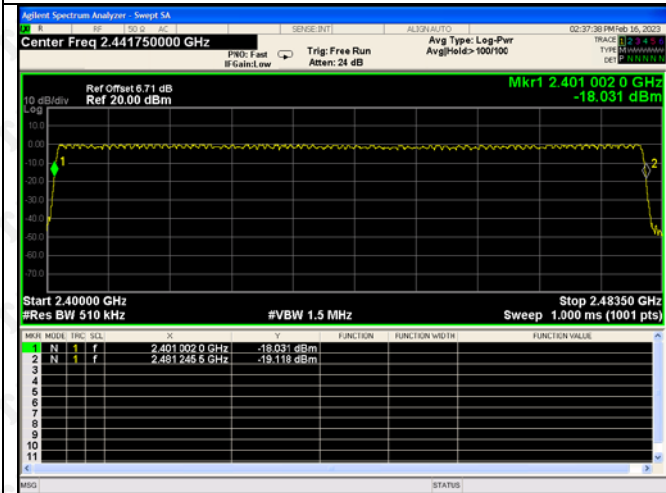 Agilent Spectrum Analyzer - Swept SA
R RF 50 Ω AC SENSE:INT ALIGNAUTO 02:37:38 PM Feb 16, 2023
Center Freq 2.441750000 GHz PNO: Fast Trig: Free Run Avg Type: Log-Pwr TRACE 1 2 3 4 5 6
IFGain:Low Atten: 24 dB Avg|Hold:> 100/100 TYPE M
DET P N N N N N
Mkr1 2.401 002 0 GHz
Ref Offset 6.71 dB
10 dB/div Ref 20.00 dBm -18.031 dBm
Log
10.0
0.00
1 2
-10.0
-20.0
-30.0
-40.0
-50.0
-60.0
-70.0
Start 2.40000 GHz Stop 2.48350 GHz
#Res BW 510 kHz #VBW 1.5 MHz Sweep 1.000 ms (1001 pts)
MKR MODE TRC SCL X Y FUNCTION FUNCTION WIDTH FUNCTION VALUE
1 N 1 f 2.401 002 0 GHz -18.031 dBm
2 N 1 f 2.481 245 5 GHz -19.118 dBm
3
4
5
6
7
8
9
10
11
MSG STATUS